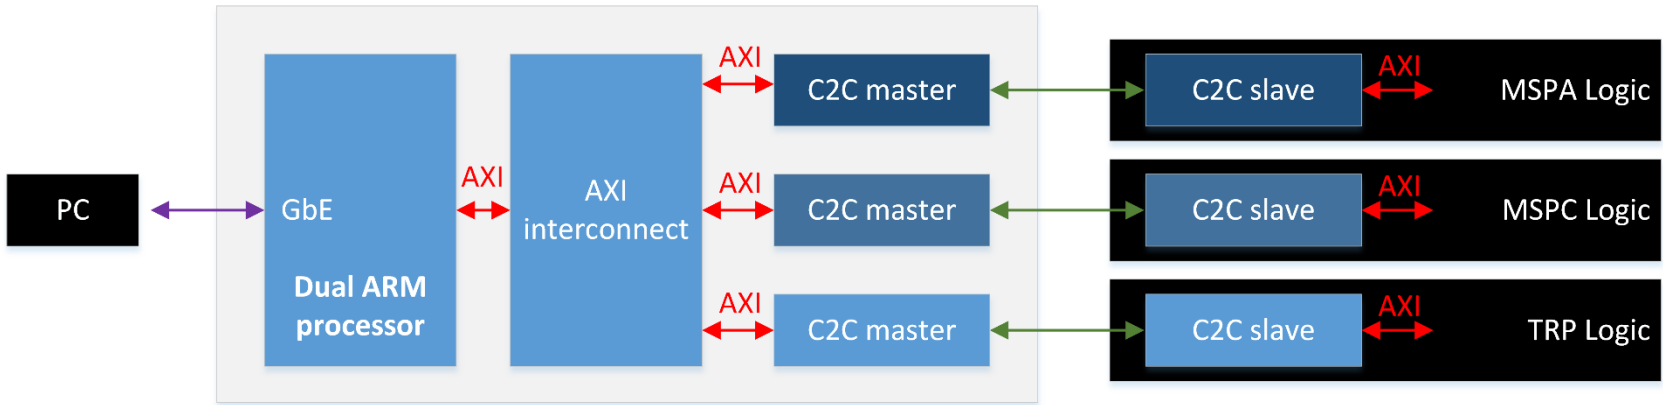 PC
GbE
Dual ARM
processor
AXI
AXI
interconnect
AXI
C2C master
C2C slave
AXI
MSPA Logic
AXI
C2C master
C2C slave
AXI
MSPC Logic
AXI
C2C master
C2C slave
AXI
TRP Logic